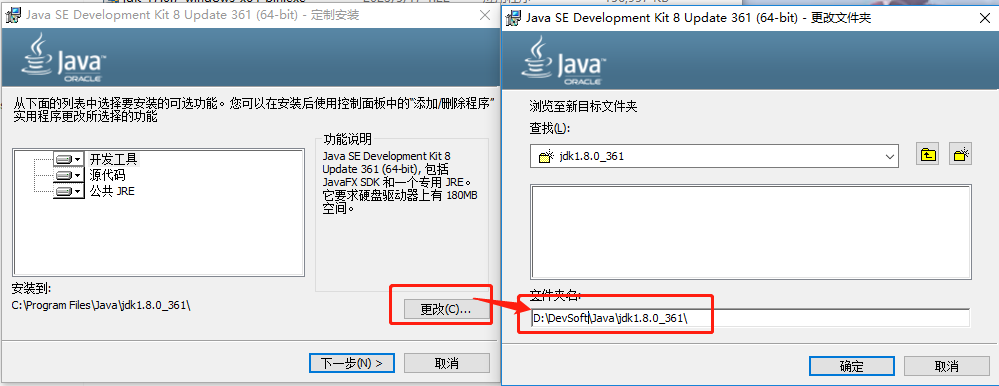 Java SE Development Kit 8 Update 361 (64-bit) - 定制安装
Java
ORACLE
从下面的列表中选择要安装的可选功能。您可以在安装后使用控制面板中的"添加/删除程序"
实用程序更改所选择的功能
开发工具
源代码
公共 JRE
功能说明
Java SE Development Kit 8
Update 361 (64-bit), 包括
JavaFX SDK 和一个专用 JRE。
它要求硬盘驱动器上有 180MB
空间。
安装到:
C:\Program Files\Java\jdk1.8.0_361\
更改(C)...
下一步(N) >
取消
Java SE Development Kit 8 Update 361 (64-bit) - 更改文件夹
Java
ORACLE
浏览至新目标文件夹
查找(L):
jdk1.8.0_361
文件夹名:
D:\DevSoft\Java\jdk1.8.0_361\
确定
取消